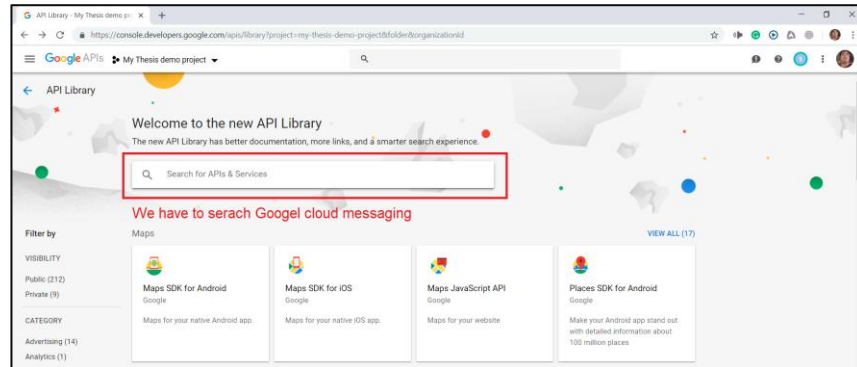 API Library - My Thesis demo pr
https://console.developers.google.com/apis/library?project=my-thesis-demo-project&folder&organizationId
Google APIs My Thesis demo project
API Library
Welcome to the new API Library
The new API Library has better documentation, more links, and a smarter search experience.
Search for APIs & Services
We have to serach Googel cloud messaging
Filter by
Maps
VIEW ALL (17)
VISIBILITY
Public (212)
Private (9)
CATEGORY
Advertising (14)
Analytics (1)
Maps SDK for Android
Google
Maps for your native Android app.
Maps SDK for iOS
Google
Maps for your native iOS app.
Maps JavaScript API
Google
Maps for your website
Places SDK for Android
Google
Make your Android app stand out
with detailed information about
100 million places